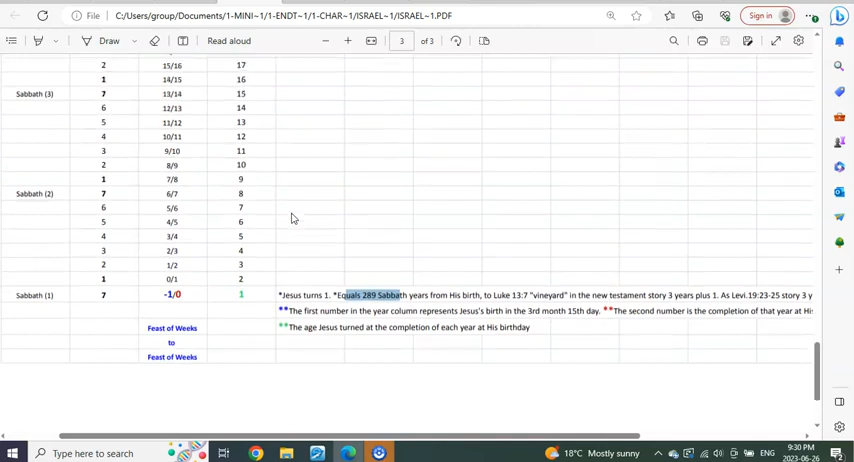 File
C:/Users/group/Documents/1-MINI~1/1-ENDT~1/1-CHAR~1/ISRAEL~1/ISRAEL~1.PDF
Sign in
Draw
Read aloud
3 of 3
2 15/16 17
1 14/15 16
Sabbath (3) 7 13/14 15
6 12/13 14
5 11/12 13
4 10/11 12
3 9/10 11
2 8/9 10
1 7/8 9
Sabbath (2) 7 6/7 8
6 5/6 7
5 4/5 6
4 3/4 5
3 2/3 4
2 1/2 3
1 0/1 2
Sabbath (1) 7 -1/0 1 *Jesus turns 1. *Equals 289 Sabbath years from His birth, to Luke 13:7 "vineyard" in the new testament story 3 years plus 1. As Levi.19:23-25 story 3 y
**The first number in the year column represents Jesus's birth in the 3rd month 15th day. **The second number is the completion of that year at His
Feast of Weeks **The age Jesus turned at the completion of each year at His birthday
to
Feast of Weeks
Type here to search
18°C Mostly sunny
ENG
9:30 PM
2023-06-26
2